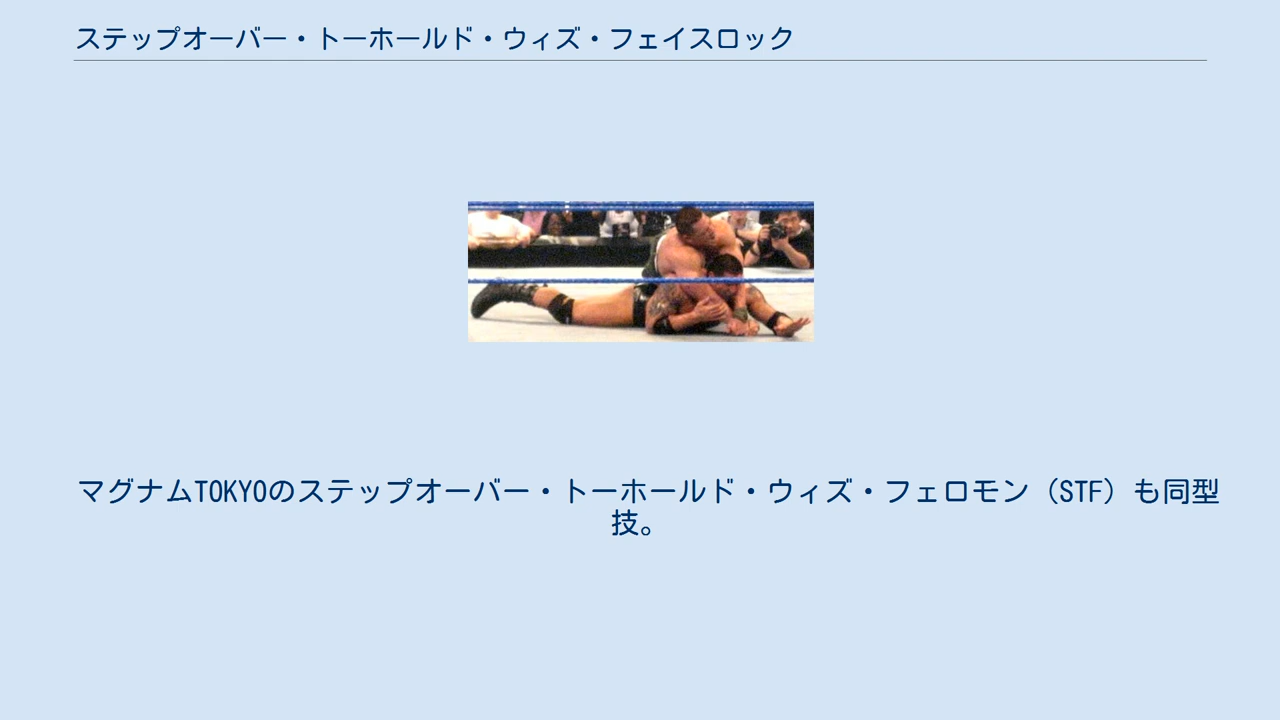 ステップオーバー・トーホールド・ウィズ・フェイスロック
マグナムTOKYOのステップオーバー・トーホールド・ウィズ・フェロモン（STF）も同型
技。